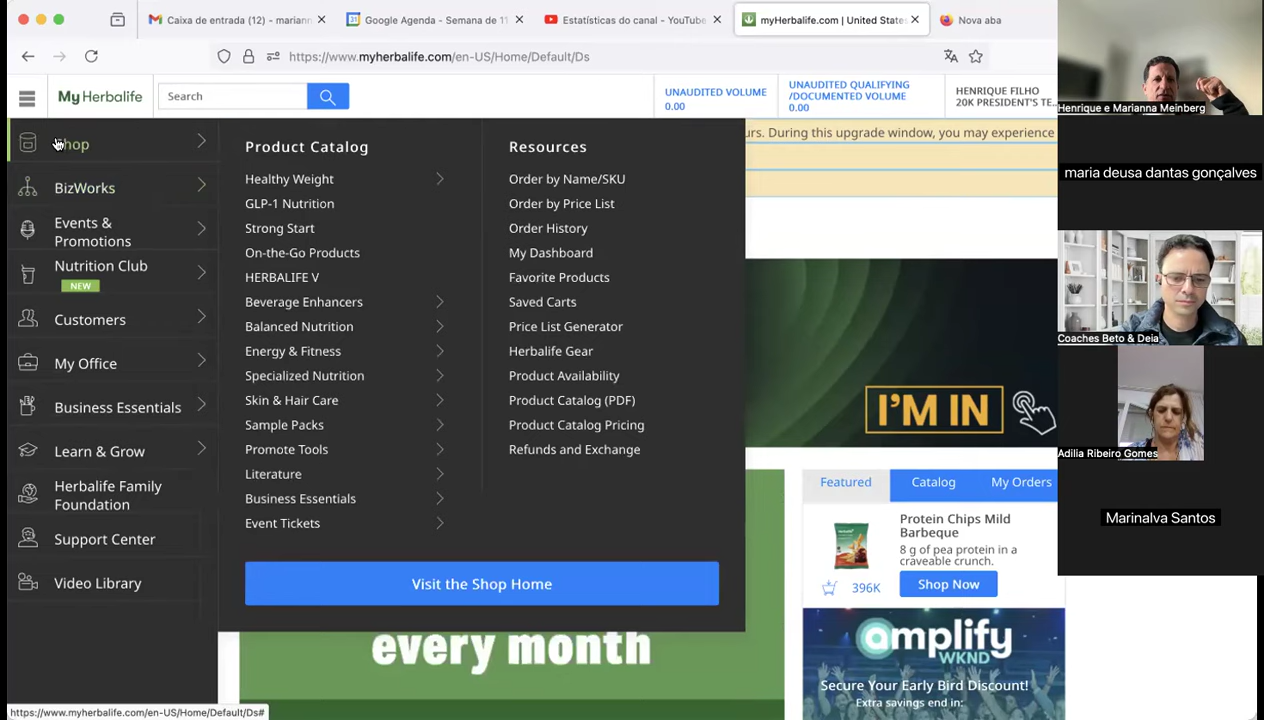 Caixa de entrada (12) - mariann
Google Agenda - Semana de 1
Estatísticas do canal - YouTube
myHerbalife.com | United States
Nova aba
https://www.myherbalife.com/en-US/Home/Default/Ds
MyHerbalife
Search
UNAUDITED VOLUME
0.00
UNAUDITED QUALIFYING
/DOCUMENTED VOLUME
0.00
HENRIQUE FILHO
20K PRESIDENT'S TE...
urs. During this upgrade window, you may experience
Shop
BizWorks
Events &
Promotions
Nutrition Club
NEW
Customers
My Office
Business Essentials
Learn & Grow
Herbalife Family
Foundation
Support Center
Video Library
Product Catalog
Healthy Weight
GLP-1 Nutrition
Strong Start
On-the-Go Products
HERBALIFE V
Beverage Enhancers
Balanced Nutrition
Energy & Fitness
Specialized Nutrition
Skin & Hair Care
Sample Packs
Promote Tools
Literature
Business Essentials
Event Tickets
Resources
Order by Name/SKU
Order by Price List
Order History
My Dashboard
Favorite Products
Saved Carts
Price List Generator
Herbalife Gear
Product Availability
Product Catalog (PDF)
Product Catalog Pricing
Refunds and Exchange
Visit the Shop Home
I'M IN
Featured
Catalog
My Orders
Protein Chips Mild
Barbeque
8 g of pea protein in a
craveable crunch.
396K
Shop Now
every month
amplify
WKND
Secure Your Early Bird Discount!
Extra savings end in:
https://www.myherbalife.com/en-US/Home/Default/Ds#
Henrique e Marianna Meinberg
maria deusa dantas gonçalves
Coaches Beto & Deia
Adilia Ribeiro Gomes
Marinalva Santos